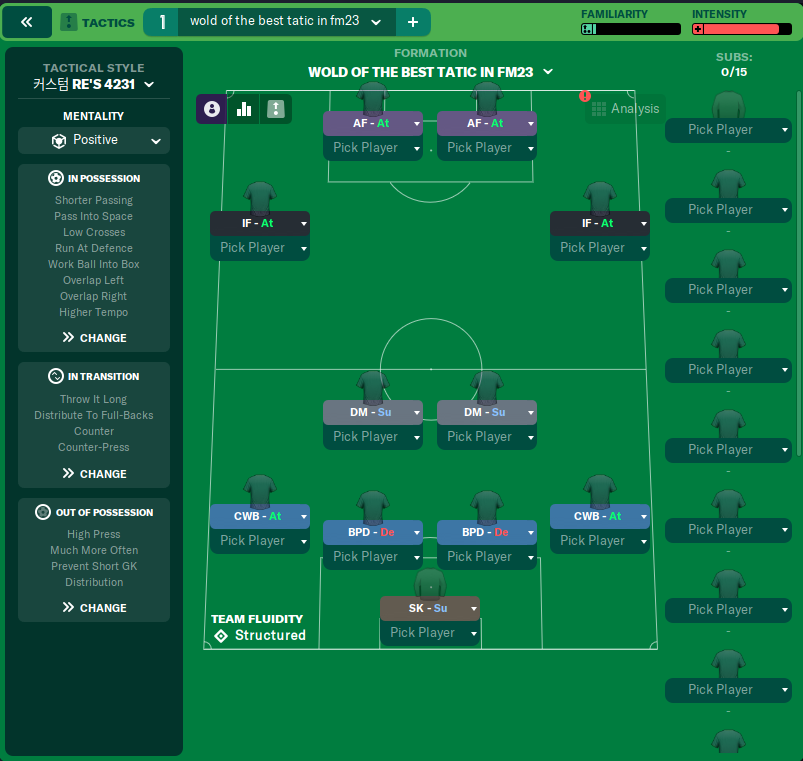 TACTICS
1
wold of the best tatic in fm23
FAMILIARITY
INTENSITY
TACTICAL STYLE
커스텀 RE'S 4231
MENTALITY
Positive
IN POSSESSION
Shorter Passing
Pass Into Space
Low Crosses
Run At Defence
Work Ball Into Box
Overlap Left
Overlap Right
Higher Tempo
CHANGE
IN TRANSITION
Throw It Long
Distribute To Full-Backs
Counter
Counter-Press
CHANGE
OUT OF POSSESSION
High Press
Much More Often
Prevent Short GK
Distribution
CHANGE
FORMATION
WOLD OF THE BEST TATIC IN FM23
Analysis
AF - At
Pick Player
AF - At
Pick Player
IF - At
Pick Player
IF - At
Pick Player
DM - Su
Pick Player
DM - Su
Pick Player
CWB - At
Pick Player
BPD - De
Pick Player
BPD - De
Pick Player
CWB - At
Pick Player
SK - Su
Pick Player
TEAM FLUIDITY
Structured
SUBS:
0/15
Pick Player
-
Pick Player
-
Pick Player
-
Pick Player
-
Pick Player
-
Pick Player
-
Pick Player
-
Pick Player
-